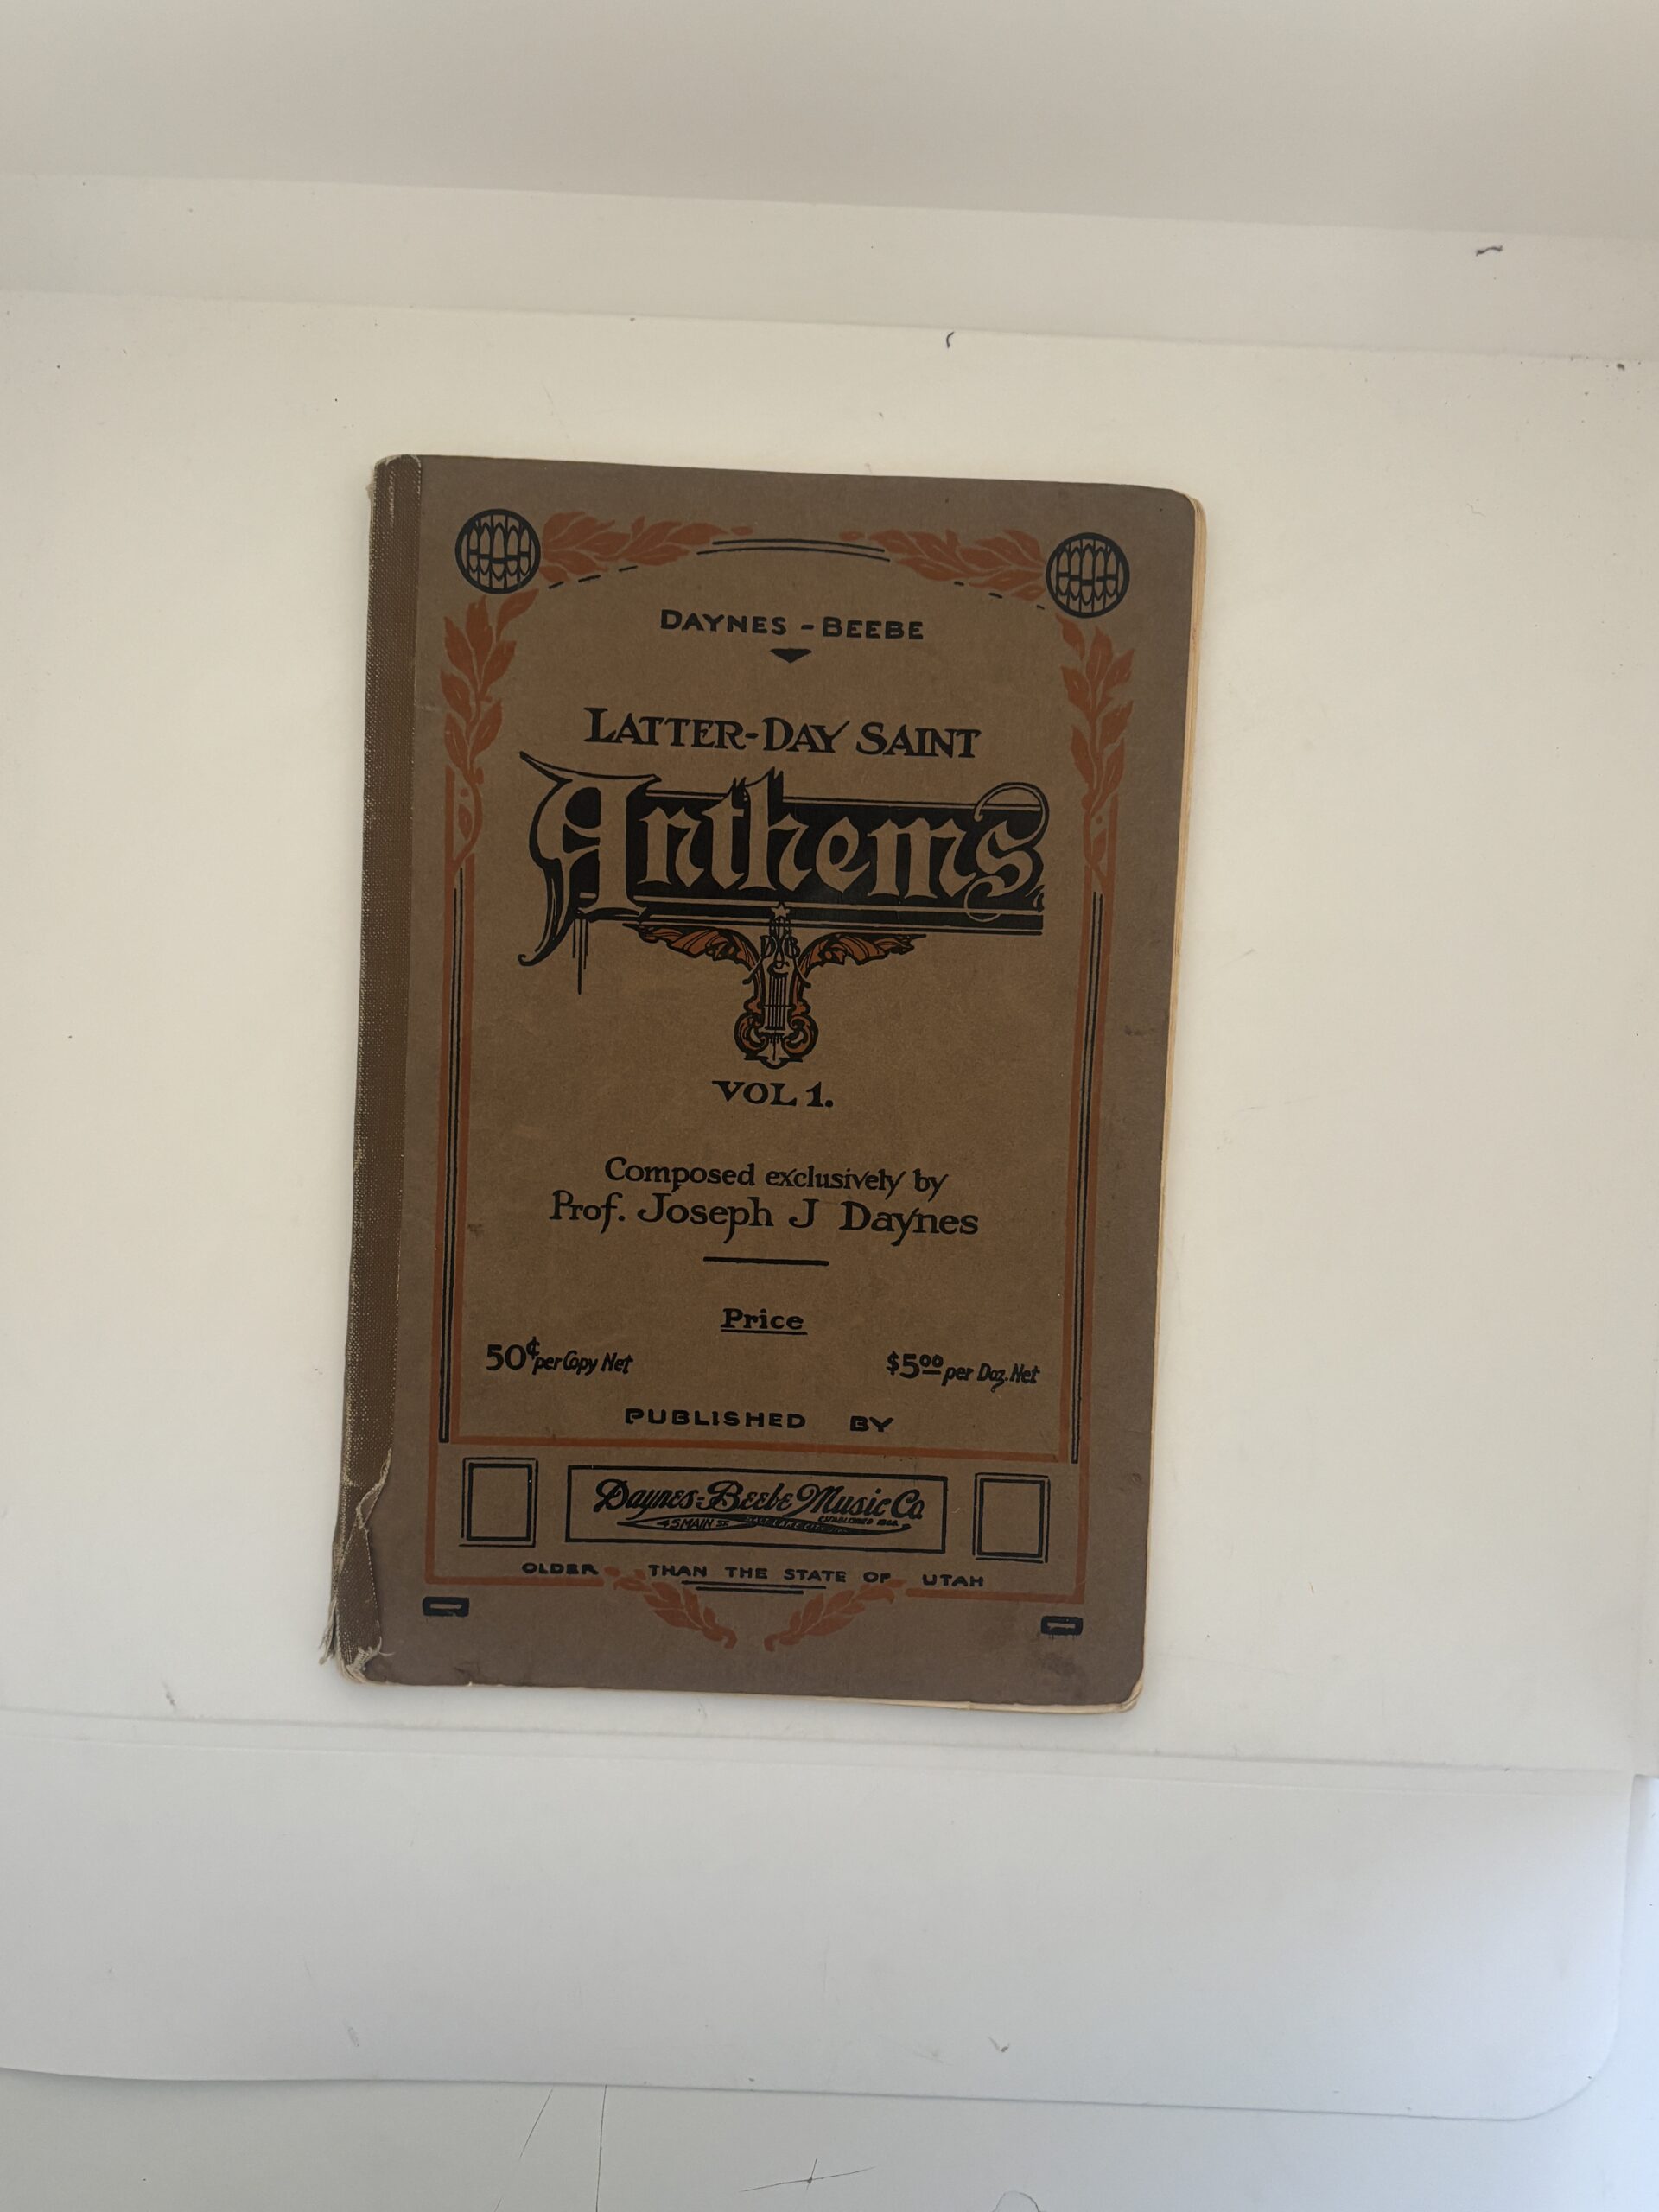 DAYNES - BEEBE
LATTER-DAY SAINT
Anthems
VOL 1.
Composed exclusively by
Prof. Joseph J Daynes
Price
50¢ per Copy Net $5.00 per Doz. Net
PUBLISHED BY
Daynes-Beebe Music Co
45 MAIN ST. SALT LAKE CITY ESTABLISHED
OLDER THAN THE STATE OF UTAH